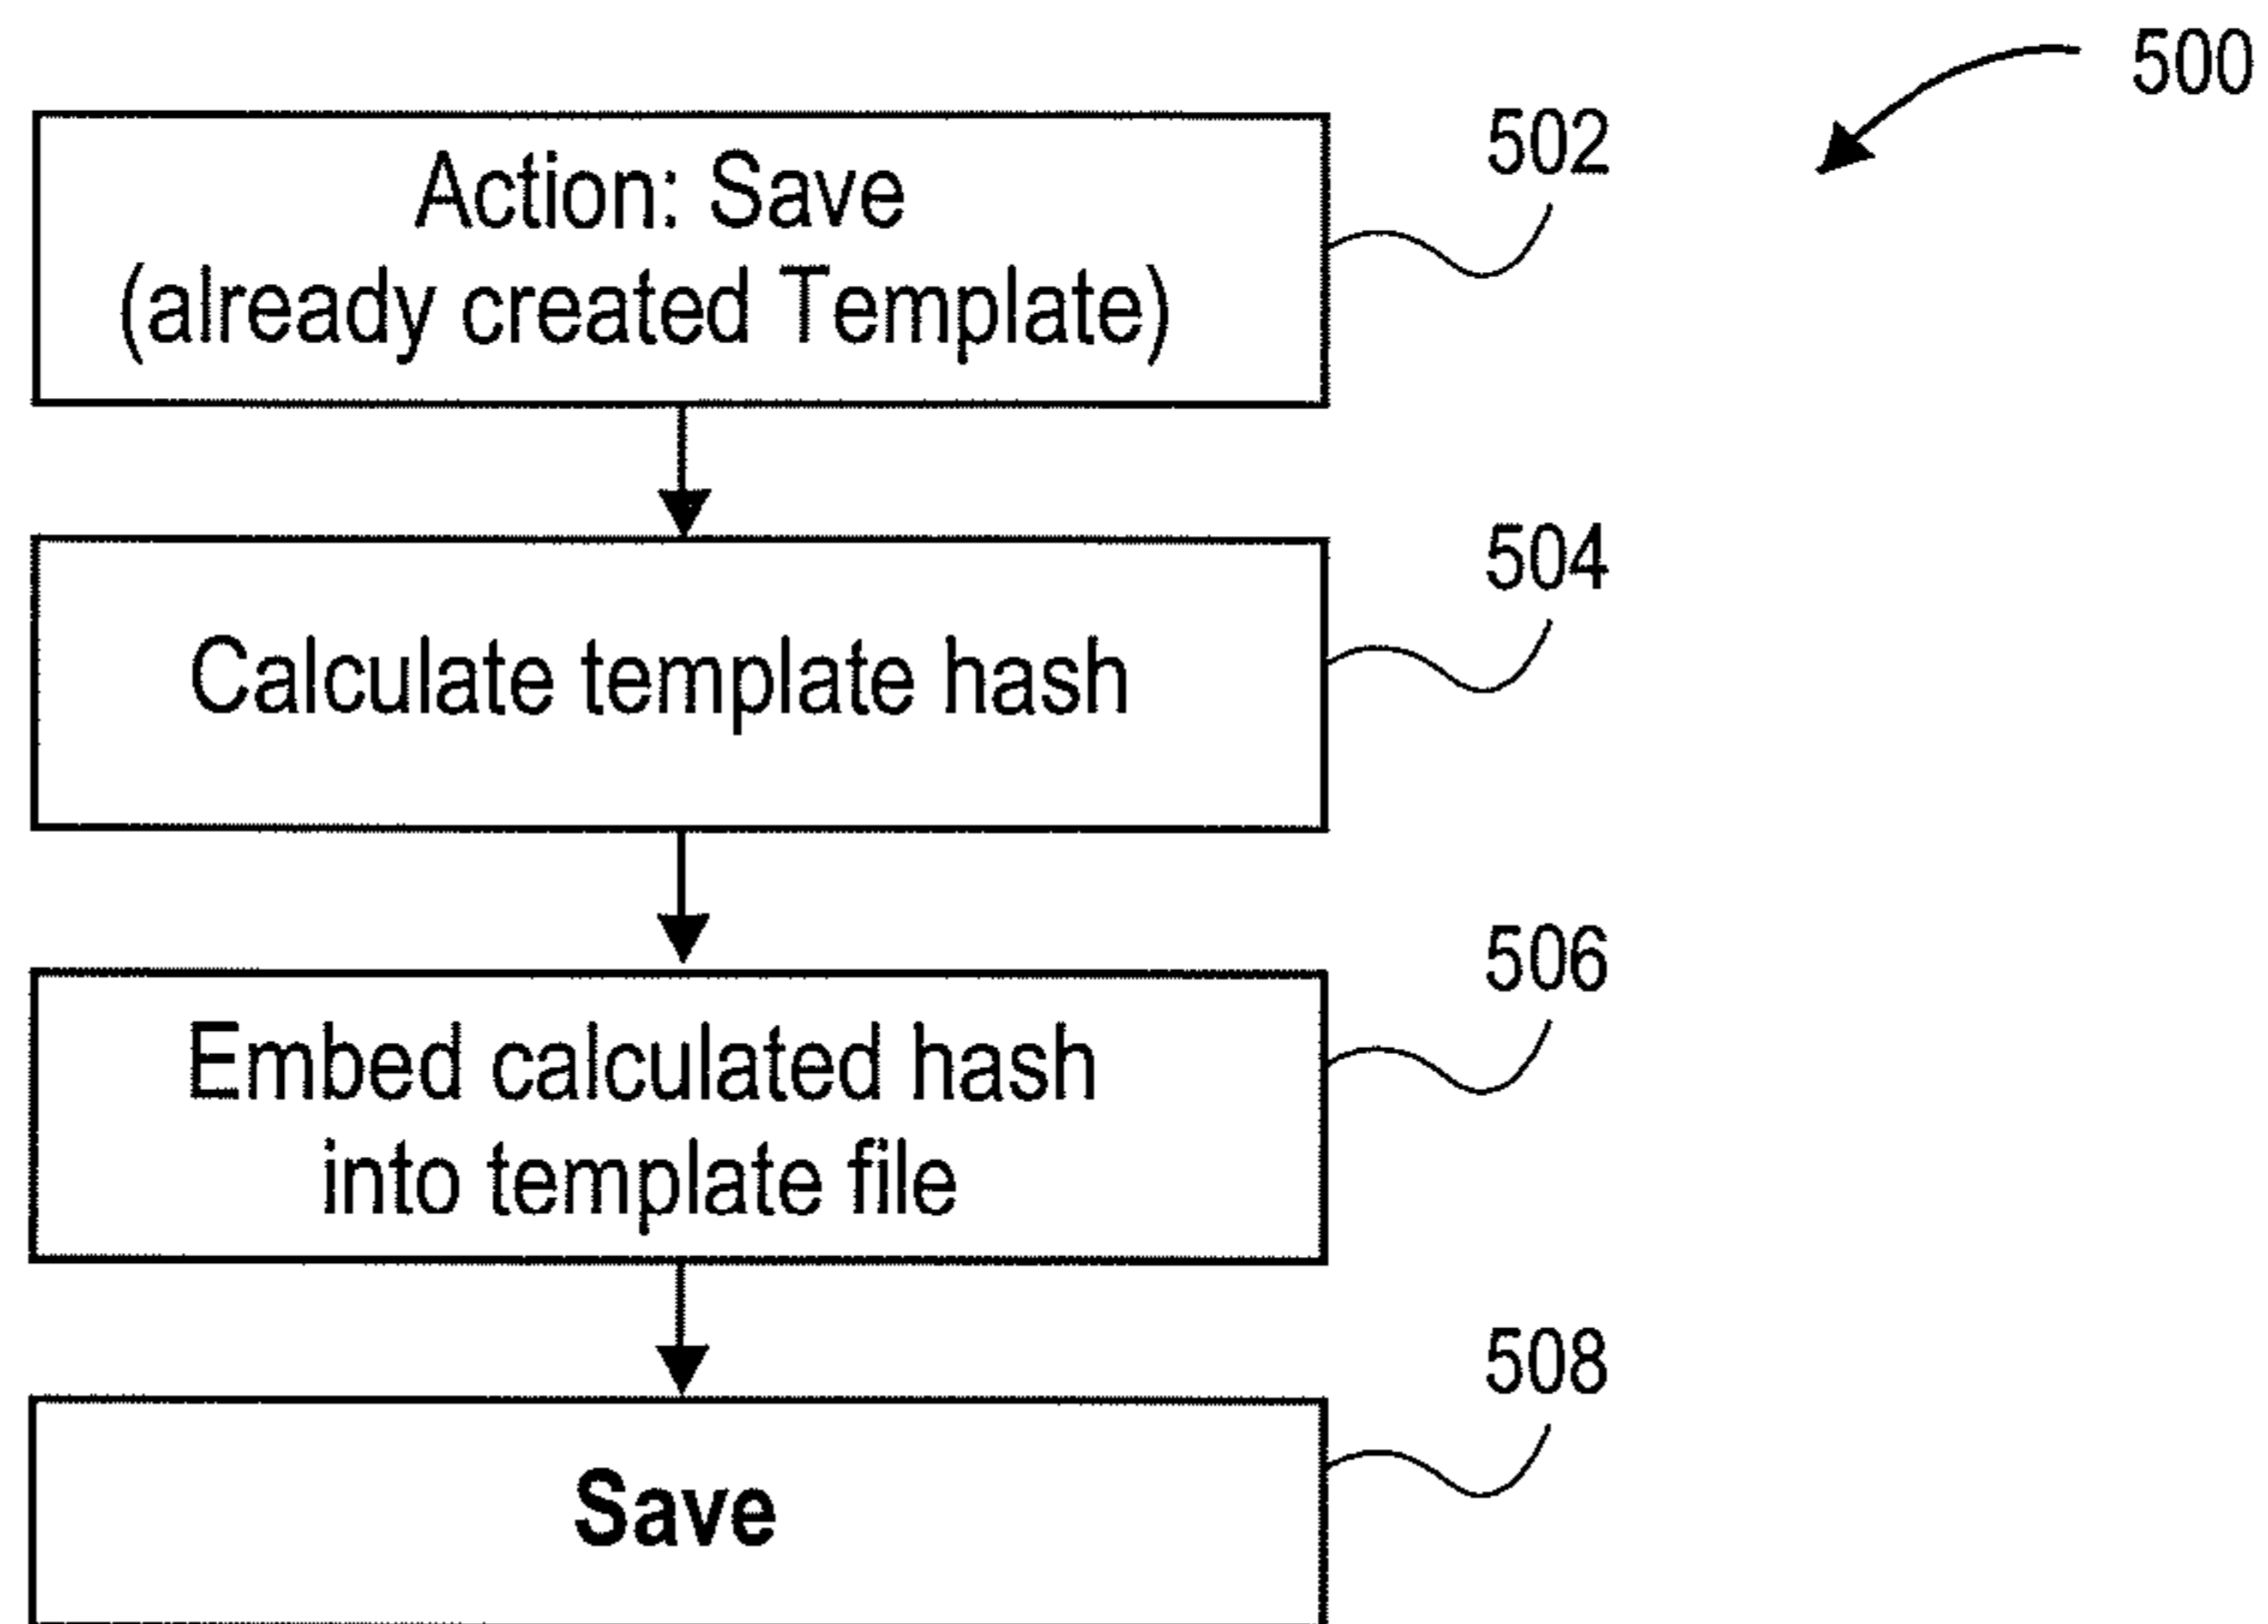 500
Action: Save
(already created Template)
502
Calculate template hash
504
Embed calculated hash
into template file
506
Save
508